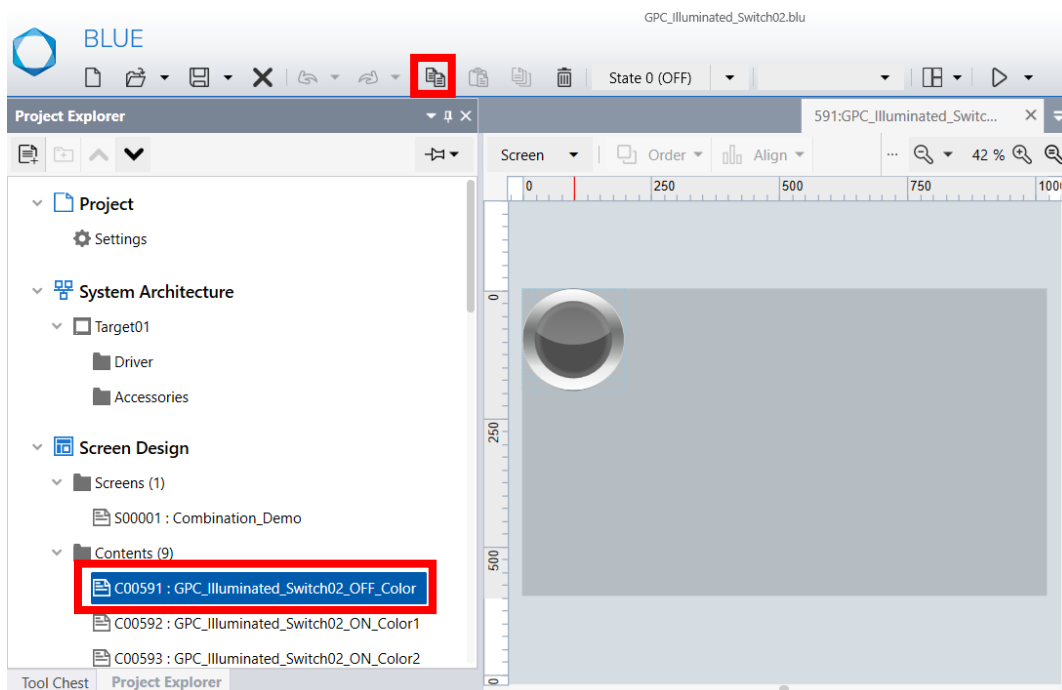 GPC_Illuminated_Switch02.blu
BLUE
State 0 (OFF)
Project Explorer
591:GPC_Illuminated_Switc...
Screen
Order
Align
...
42 %
0
250
500
750
1000
Project
Settings
System Architecture
Target01
Driver
Accessories
Screen Design
Screens (1)
S00001 : Combination_Demo
Contents (9)
C00591 : GPC_Illuminated_Switch02_OFF_Color
C00592 : GPC_Illuminated_Switch02_ON_Color1
C00593 : GPC_Illuminated_Switch02_ON_Color2
0
250
500
0
Tool Chest
Project Explorer